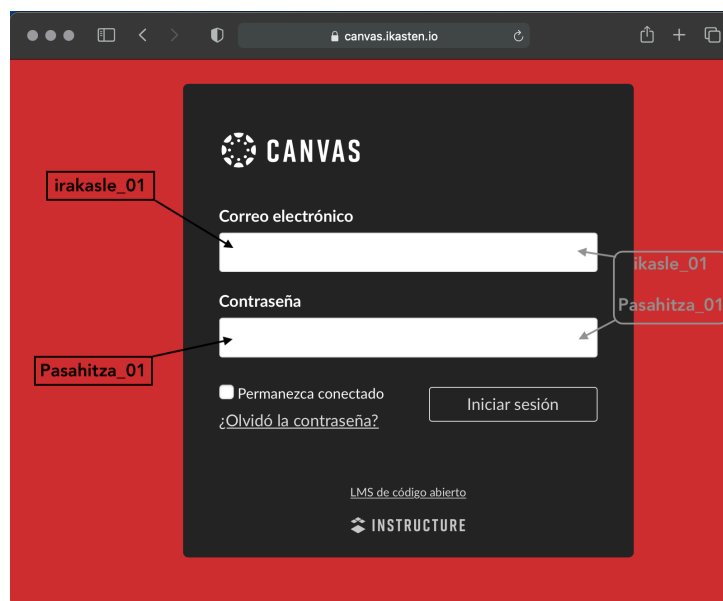 canvas.ikasten.io
CANVAS
irakasle_01
Correo electrónico
ikasle_01
Contraseña
Pasahitza_01
Pasahitza_01
Permanezca conectado
Iniciar sesión
¿Olvidó la contraseña?
LMS de código abierto
INSTRUCTURE